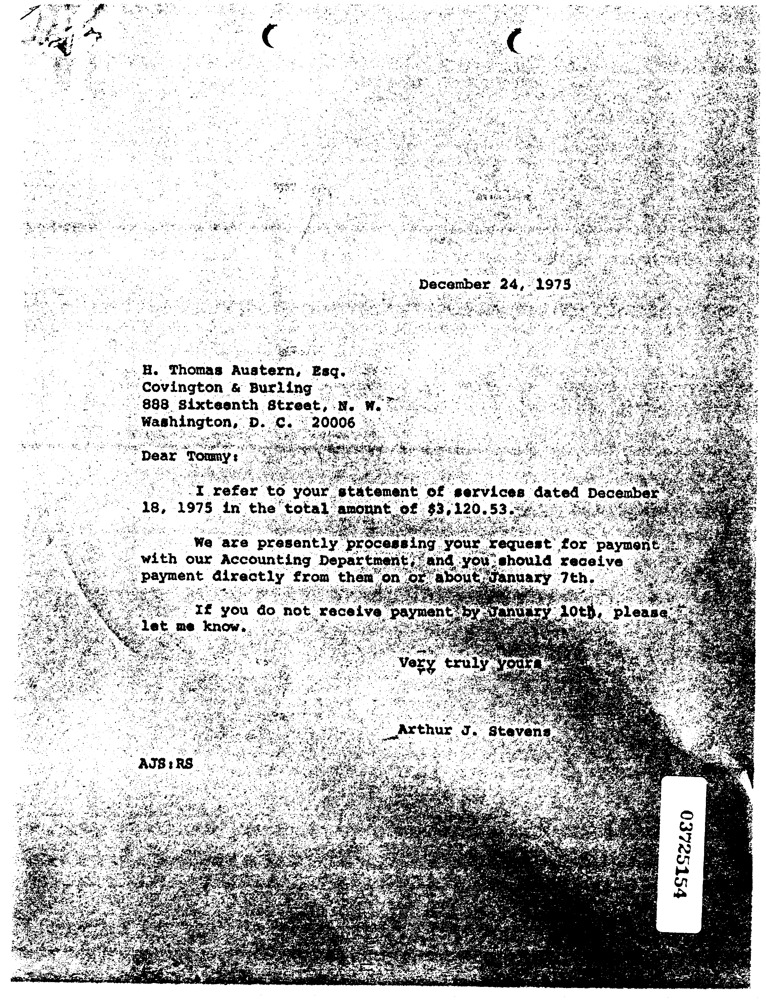 December 24, 1975
H. Thomas Austern, Esq.
Covington & Burling
888 Sixteenth Street, N. W.
Washington, D. C. 20006
Dear Tommy:
I refer to your statement of services dated December
18, 1975 in the total amount of $3,120.53.
We are presently processing your request for payment
with our Accounting Department, and you should receive
payment directly from them on or about January 7th.
If you do not receive payment by January 10th, please
let me know.
Very truly yours
Arthur J. Stevens
AJS:RS
03725154